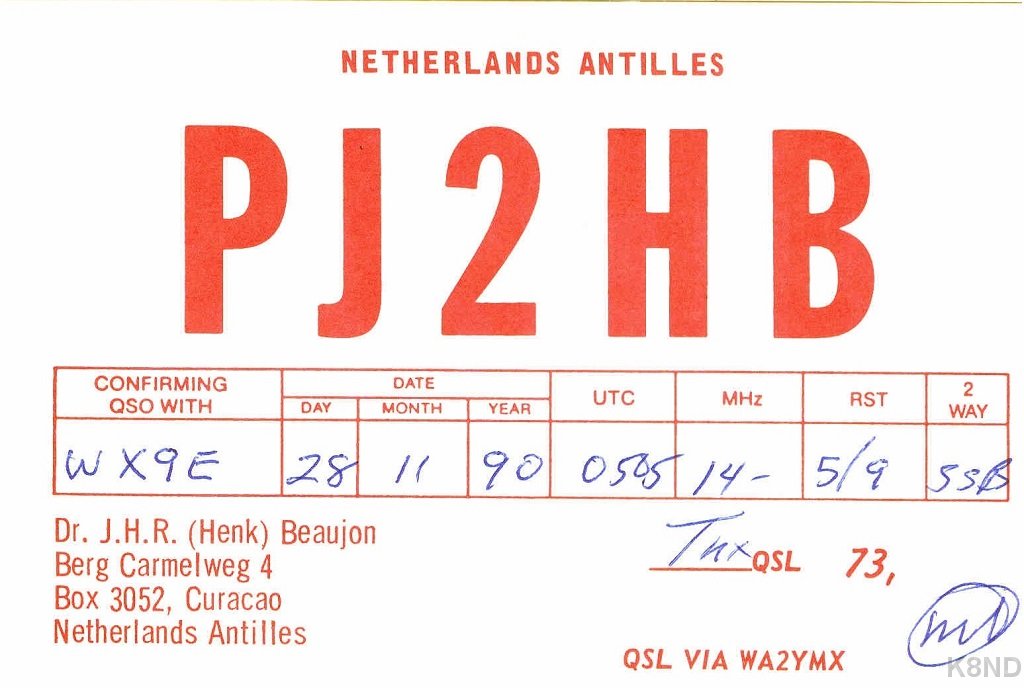 NETHERLANDS ANTILLES
PJ2HB
CONFIRMING QSO WITH DATE UTC MHz RST 2 WAY
DAY MONTH YEAR
WX9E 28 11 90 0505 14- 5/9 SSB
Dr. J.H.R. (Henk) Beaujon
Berg Carmelweg 4
Box 3052, Curacao
Netherlands Antilles
Tnx QSL 73,
QSL VIA WA2YMX
K8ND